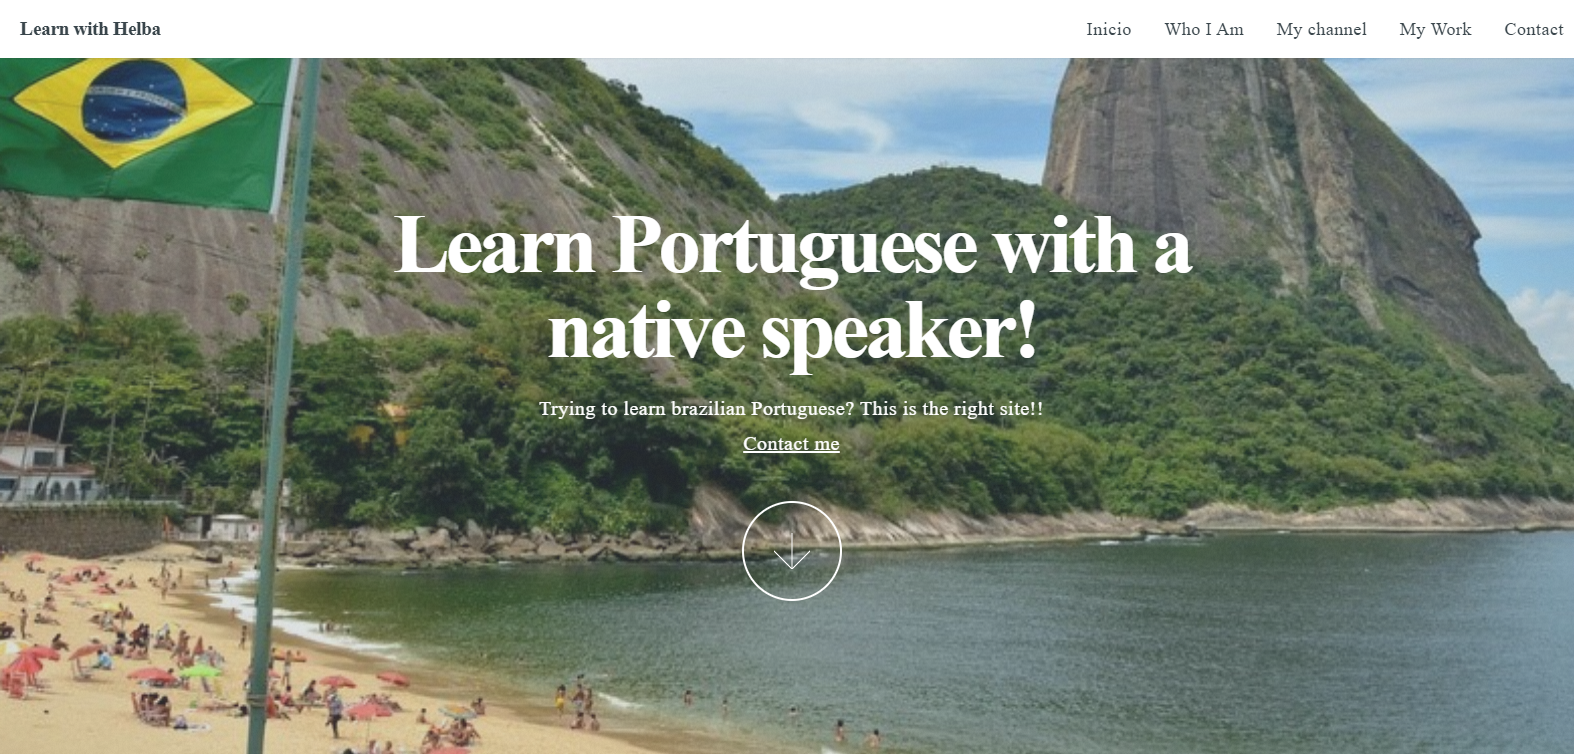 Learn with Helba
Inicio Who I Am My channel My Work Contact
Learn Portuguese with a
native speaker!
Trying to learn brazilian Portuguese? This is the right site!!
Contact me